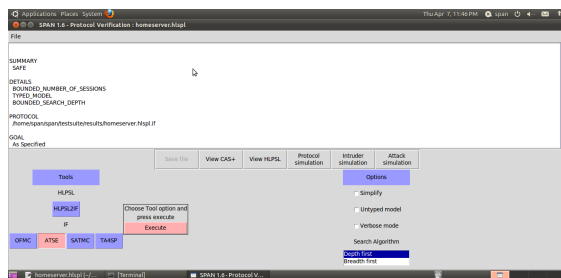 Applications Places System
Thu Apr 7, 11:46 PM span
SPAN 1.6 - Protocol Verification : homeserver.hlspl
File
SUMMARY
SAFE
DETAILS
BOUNDED_NUMBER_OF_SESSIONS
TYPED_MODEL
BOUNDED_SEARCH_DEPTH
PROTOCOL
/home/span/span/testsuite/results/homeserver.hlspl.if
GOAL
As Specified
Save file
View CAS+
View HLPSL
Protocol
simulation
Intruder
simulation
Attack
simulation
Tools
HLPSL
HLPSL2IF
IF
OFMC
ATSE
SATMC
TA4SP
Choose Tool option and
press execute
Execute
Options
Simplify
Untyped model
Verbose mode
Search Algorithm
Depth first
Breadth first
homeserver.hlspl (~/...
[Terminal]
SPAN 1.6 - Protocol V...